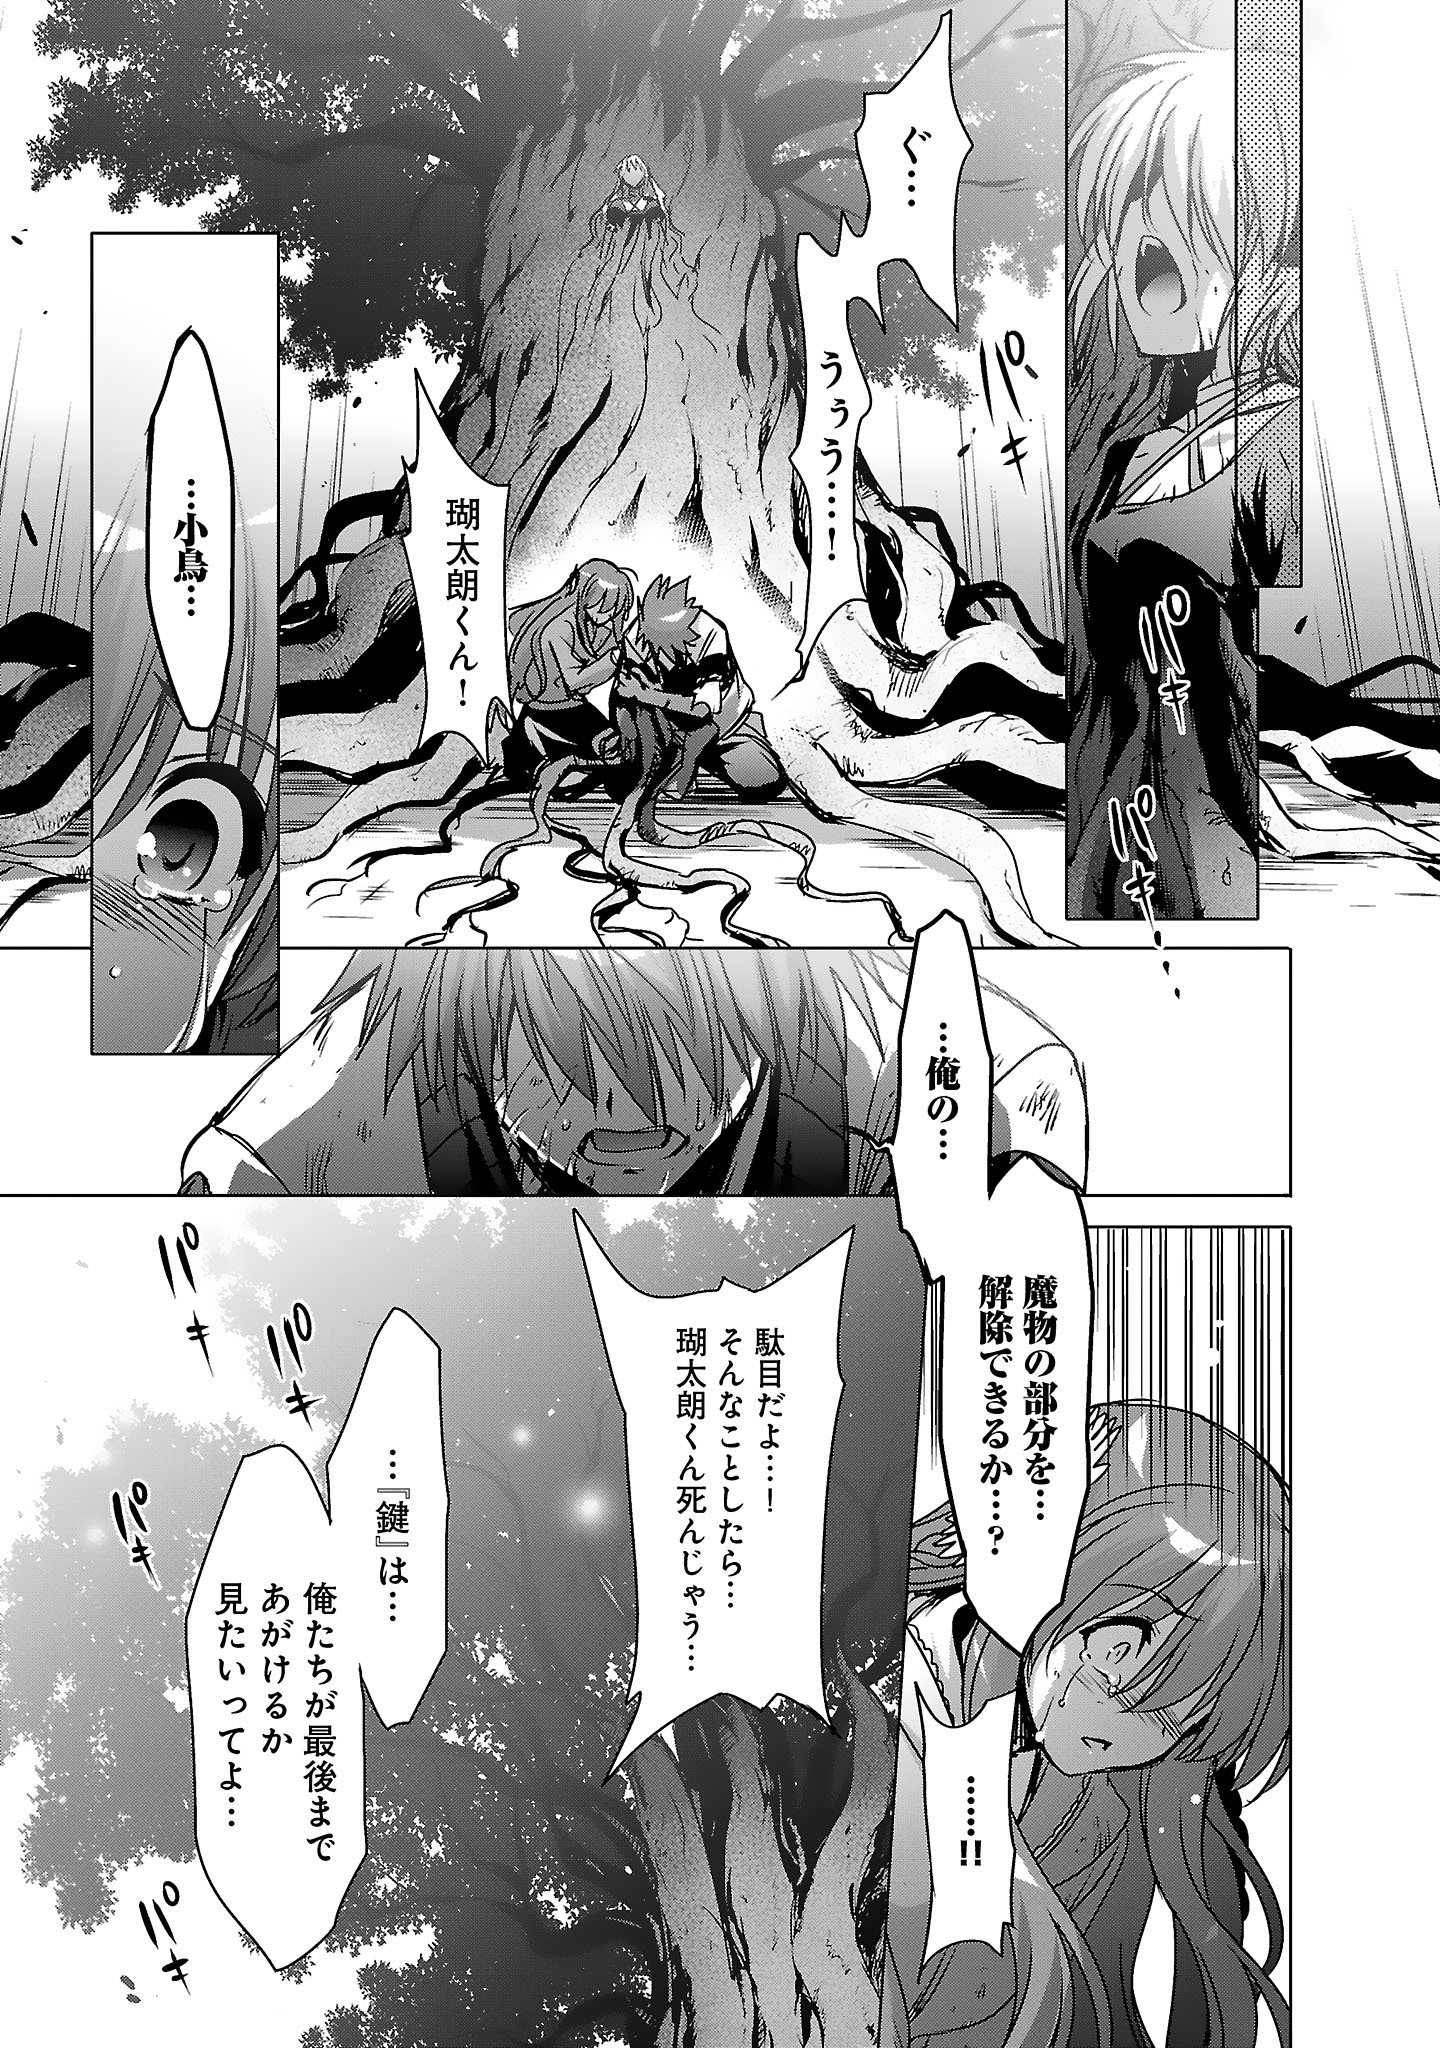 ぐ…
うぅう……!
パキ
パキ
パキ
瑚太朗くん!
…小鳥…
…俺の…
魔物の部分を…
解除できるか…?
……!!
駄目だよ…!
そんなことしたら…
瑚太朗くん死んじゃう…
…『鍵』は…
俺たちが最後まで
あがけるか
見たいってよ…
パキ
パキ
パキ
パキ